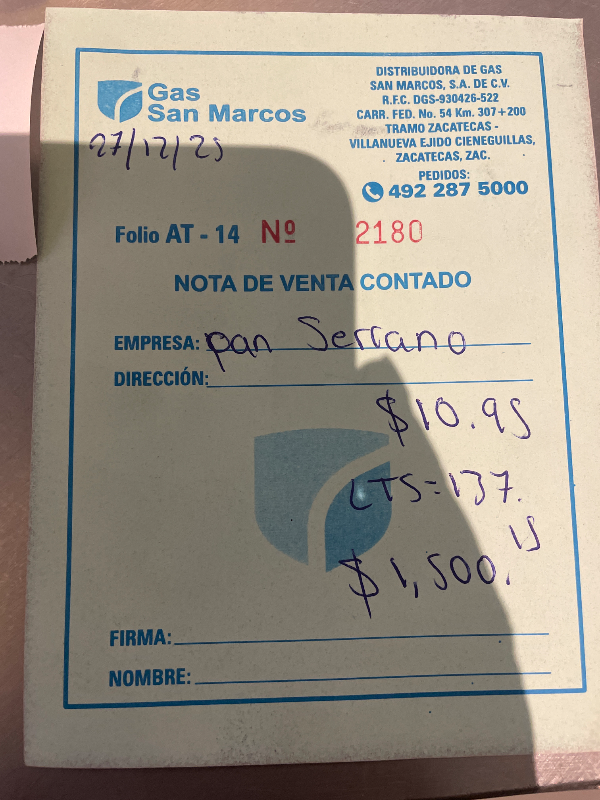 Gas
San Marcos
DISTRIBUIDORA DE GAS
SAN MARCOS, S.A. DE C.V.
R.F.C. DGS-930426-522
CARR. FED. No. 54 Km. 307+200
TRAMO ZACATECAS -
VILLANUEVA EJIDO CIENEGUILLAS,
ZACATECAS, ZAC.
PEDIDOS:
492 287 5000
27/12/25
Folio AT - 14 Nº 2180
NOTA DE VENTA CONTADO
EMPRESA: pan Serrano
DIRECCIÓN:
$10.95
LTS=137.
$1,500.15
FIRMA:
NOMBRE: